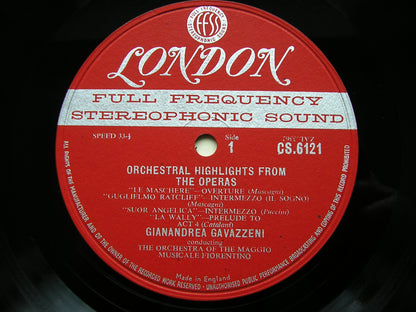 FULL FREQUENCY
FFSS
STEREOPHONIC SOUND
LONDON
FULL FREQUENCY
STEREOPHONIC SOUND
SPEED 33⅓
Side
1
CS.6121
ORCHESTRAL HIGHLIGHTS FROM
THE OPERAS
"LE MASCHERE"—OVERTURE (Mascagni)
"GUGLIELMO RATCLIFF"—INTERMEZZO (IL SOGNO)
(Mascagni)
"SUOR ANGELICA"—INTERMEZZO (Puccini)
"LA WALLY"—PRELUDE TO
ACT 4 (Catalani)
GIANANDREA GAVAZZENI
conducting
THE ORCHESTRA OF THE MAGGIO
MUSICALE FIORENTINO
Made in England
ALL RIGHTS OF THE MANUFACTURER AND OF THE OWNER OF THE RECORDED WORK RESERVED · UNAUTHORISED PUBLIC PERFORMANCE BROADCASTING AND COPYING OF THIS RECORD PROHIBITED